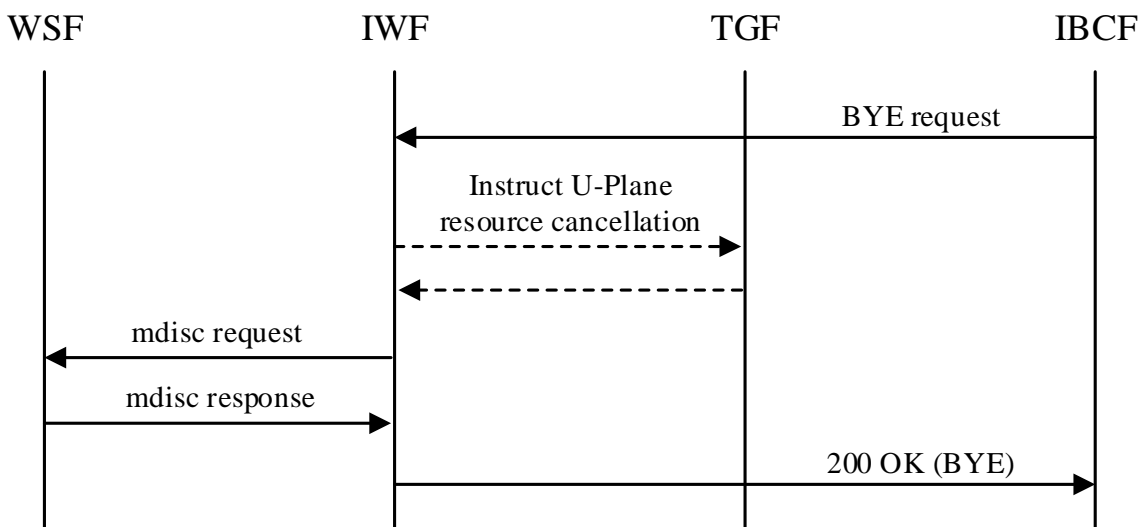 WSF IWF TGF IBCF
BYE request
Instruct U-Plane
resource cancellation
mdisc request
mdisc response
200 OK (BYE)